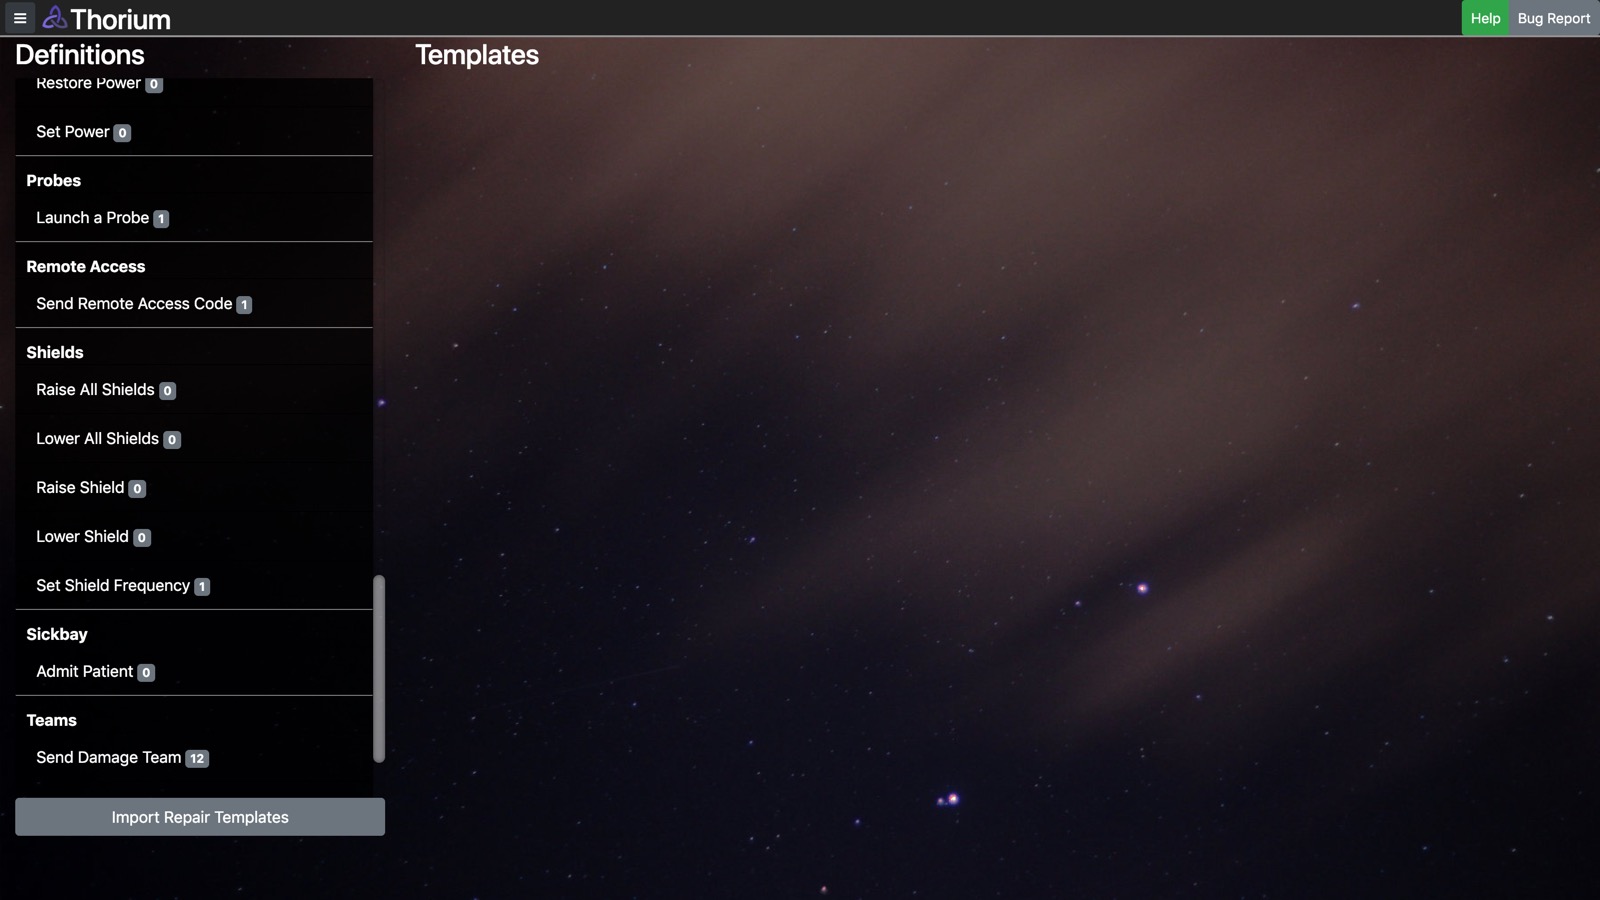 Thorium
Help
Bug Report
Definitions
Templates
Restore Power 0
Set Power 0
Probes
Launch a Probe 1
Remote Access
Send Remote Access Code 1
Shields
Raise All Shields 0
Lower All Shields 0
Raise Shield 0
Lower Shield 0
Set Shield Frequency 1
Sickbay
Admit Patient 0
Teams
Send Damage Team 12
Import Repair Templates